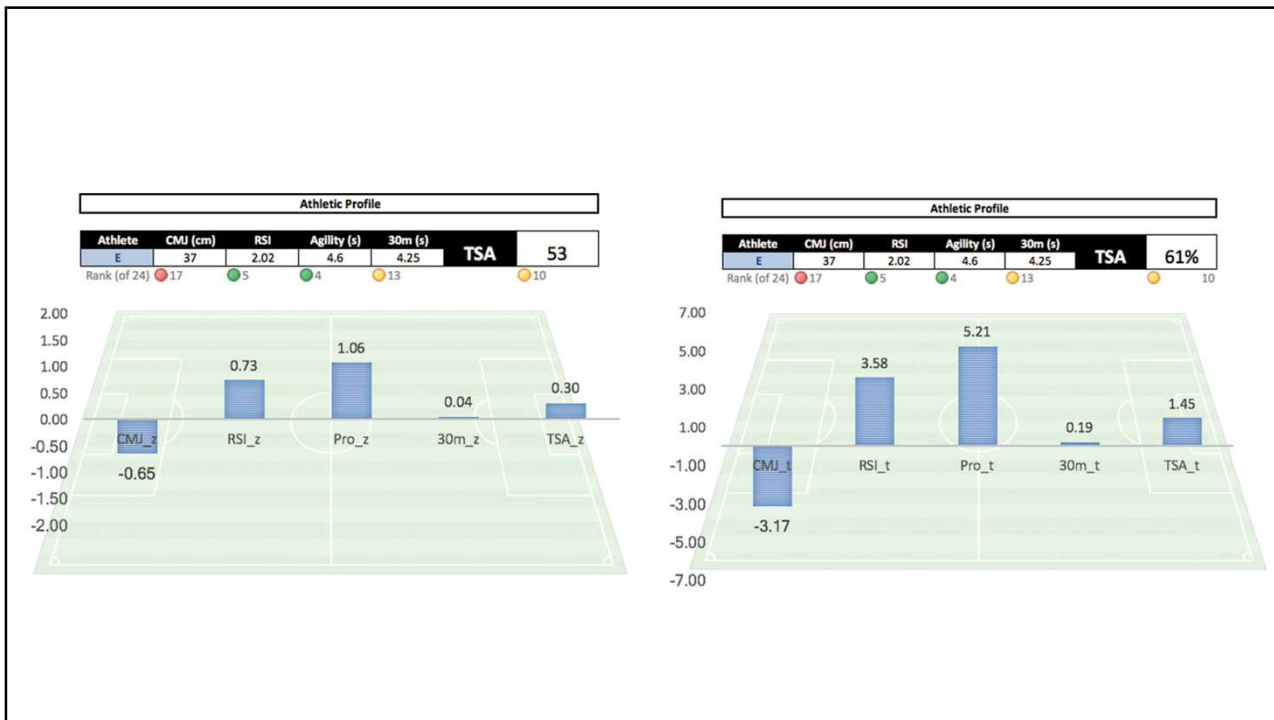 Athletic Profile
Athlete CMJ (cm) RSI Agility (s) 30m (s) TSA 53
E 37 2.02 4.6 4.25
Rank (of 24) 17 5 4 13 10
2.00
1.50
1.00
0.50
0.00
-0.50
-1.00
-1.50
-2.00
-0.65
0.73
1.06
0.04
0.30
CMJ_z RSI_z Pro_z 30m_z TSA_z
Athletic Profile
Athlete CMJ (cm) RSI Agility (s) 30m (s) TSA 61%
E 37 2.02 4.6 4.25
Rank (of 24) 17 5 4 13 10
7.00
5.00
3.00
1.00
-1.00
-3.00
-5.00
-7.00
-3.17
3.58
5.21
0.19
1.45
CMJ_t RSI_t Pro_t 30m_t TSA_t